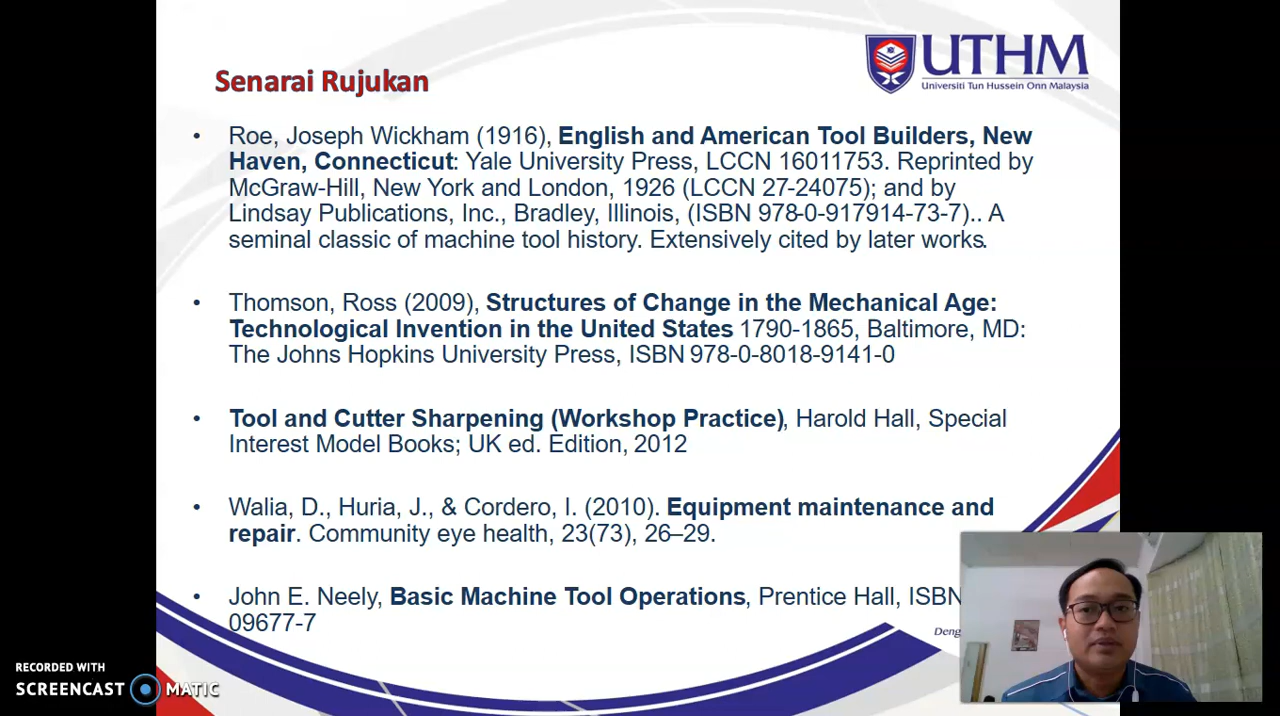 UTHM
Universiti Tun Hussein Onn Malaysia
Senarai Rujukan
• Roe, Joseph Wickham (1916), English and American Tool Builders, New
Haven, Connecticut: Yale University Press, LCCN 16011753. Reprinted by
McGraw-Hill, New York and London, 1926 (LCCN 27-24075); and by
Lindsay Publications, Inc., Bradley, Illinois, (ISBN 978-0-917914-73-7).. A
seminal classic of machine tool history. Extensively cited by later works.
• Thomson, Ross (2009), Structures of Change in the Mechanical Age:
Technological Invention in the United States 1790-1865, Baltimore, MD:
The Johns Hopkins University Press, ISBN 978-0-8018-9141-0
• Tool and Cutter Sharpening (Workshop Practice), Harold Hall, Special
Interest Model Books; UK ed. Edition, 2012
• Walia, D., Huria, J., & Cordero, I. (2010). Equipment maintenance and
repair. Community eye health, 23(73), 26–29.
• John E. Neely, Basic Machine Tool Operations, Prentice Hall, ISBN
09677-7
RECORDED WITH
SCREENCAST MATIC